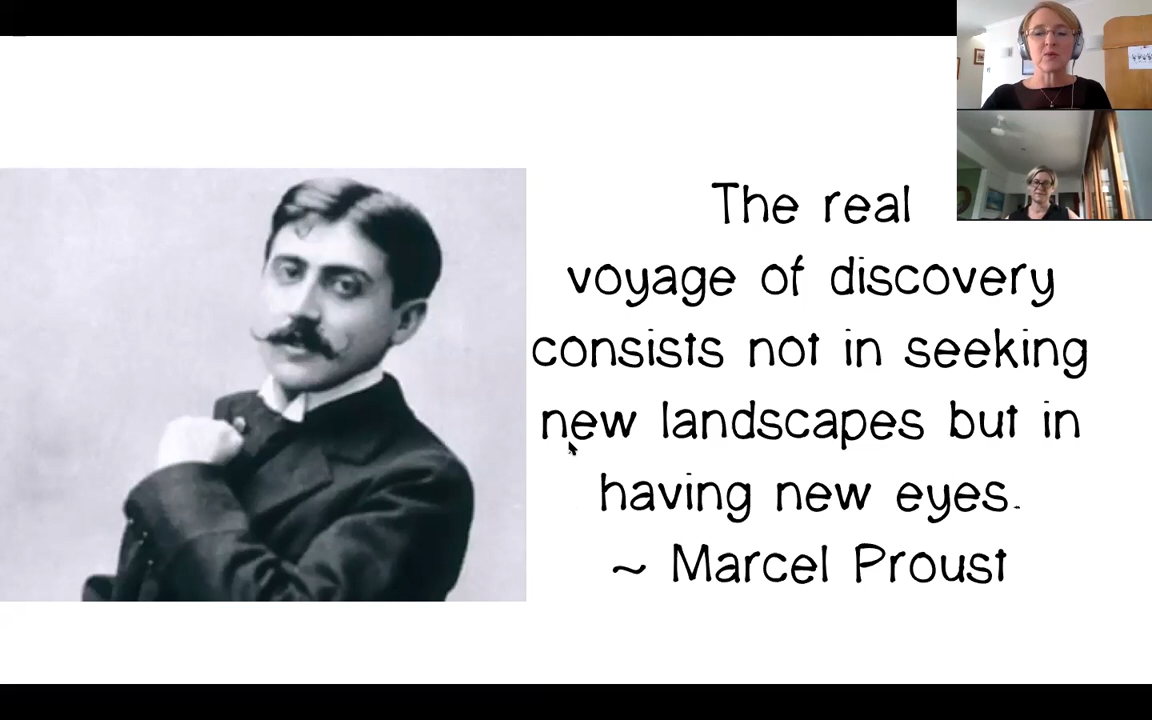 The real
voyage of discovery
consists not in seeking
new landscapes but in
having new eyes.
~ Marcel Proust